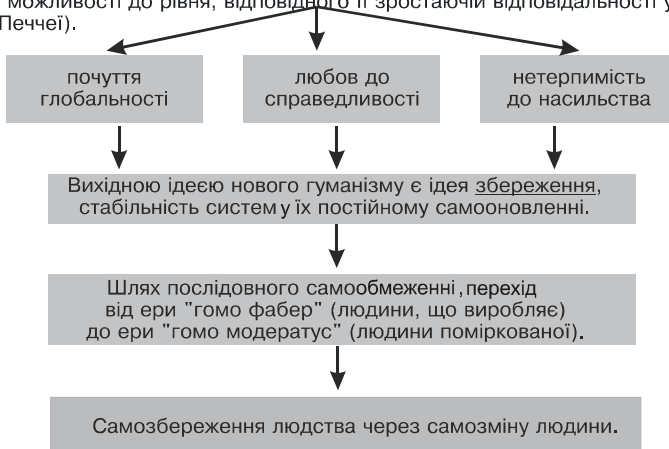 можливості до рівня, відповідного її зростаючій відповідальності у
Печчеї).
почуття
глобальності
любов до
справедливості
нетерпимість
до насильства
Вихідною ідеєю нового гуманізму є ідея збереження,
стабільність систем у їх постійному самооновленні.
Шлях послідовного самообмеженні, перехід
від ери "гомо фабер" (людини, що виробляє)
до ери "гомо модератус" (людини поміркованої).
Самозбереження людства через самозміну людини.